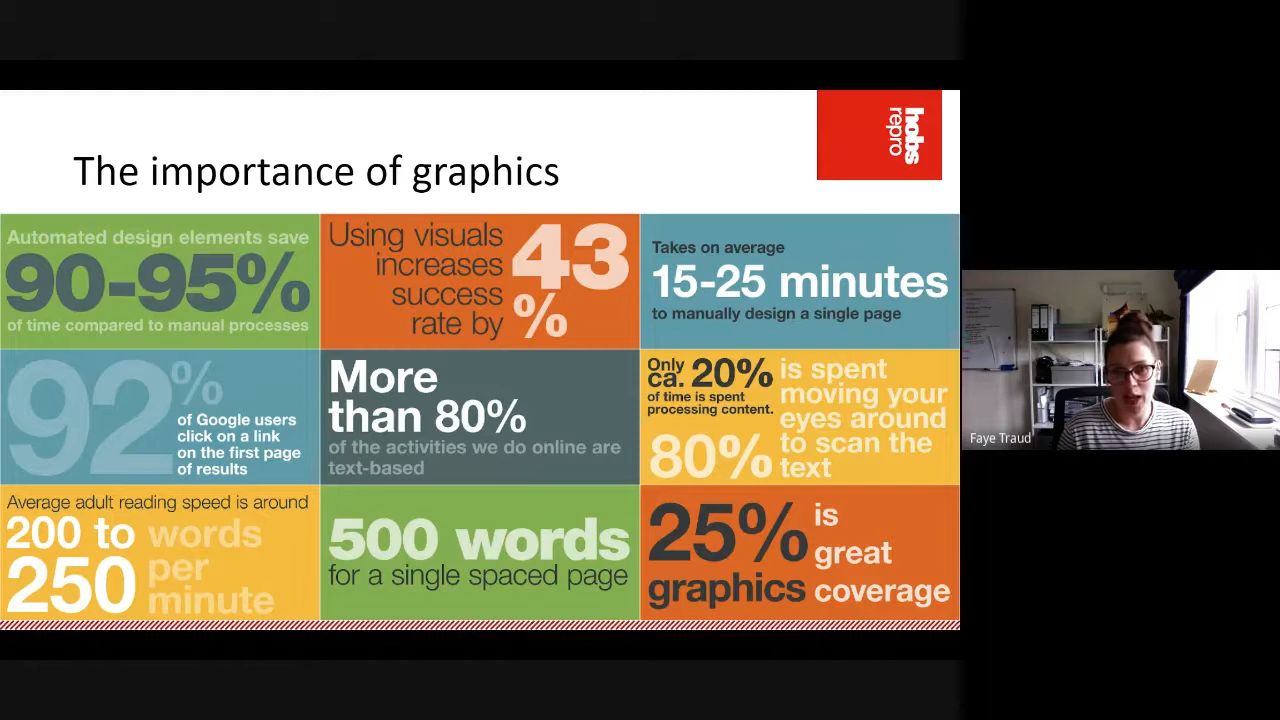 hobs
repro
The importance of graphics
Automated design elements save
90-95%
of time compared to manual processes
Using visuals
increases
success
rate by
43
%
Takes on average
15-25 minutes
to manually design a single page
92%
of Google users
click on a link
on the first page
of results
More
than 80%
of the activities we do online are
text-based
Only
ca. 20%
of time is spent
processing content.
80%
is spent
moving your
eyes around
to scan the
text
Average adult reading speed is around
200 to
250
words
per
minute
500 words
for a single spaced page
25%
graphics
is
great
coverage
Faye Traud